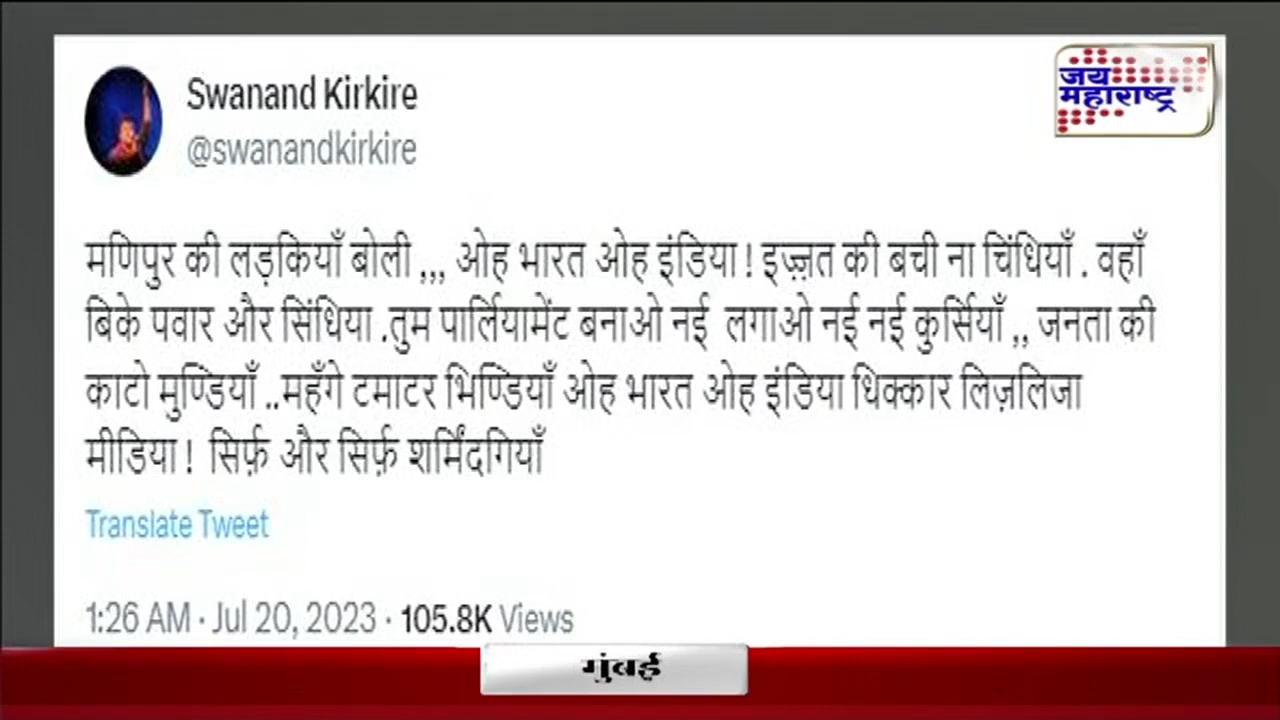 Swanand Kirkire
@swanandkirkire
जय
महाराष्ट्र
मणिपुर की लड़कियाँ बोली ,,, ओह भारत ओह इंडिया ! इज़्ज़त की बची ना चिंधियाँ . वहाँ
बिके पवार और सिंधिया .तुम पार्लियामेंट बनाओ नई लगाओ नई नई कुर्सियाँ ,, जनता की
काटो मुण्डियाँ ..महँगे टमाटर भिण्डियाँ ओह भारत ओह इंडिया धिक्कार लिज़लिजा
मीडिया ! सिर्फ़ और सिर्फ़ शर्मिंदगियाँ
Translate Tweet
1:26 AM · Jul 20, 2023 · 105.8K Views